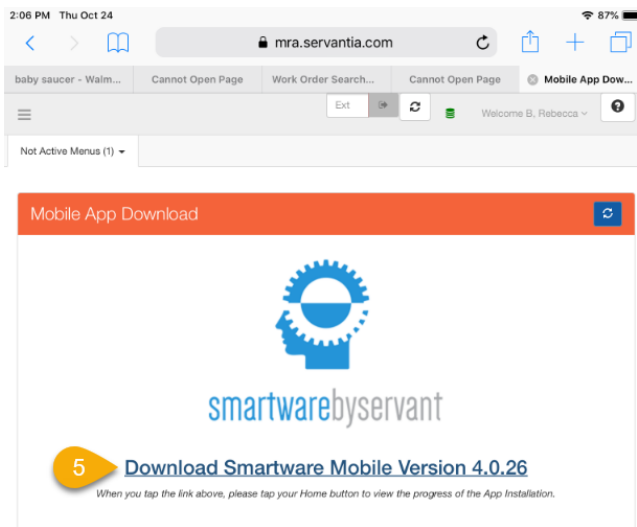 2:06 PM Thu Oct 24 87%
mra.servantia.com
baby saucer - Walm... Cannot Open Page Work Order Search... Cannot Open Page Mobile App Dow...
Ext Welcome B, Rebecca
Not Active Menus (1)
Mobile App Download
smartwarebyservant
5 Download Smartware Mobile Version 4.0.26
When you tap the link above, please tap your Home button to view the progress of the App Installation.